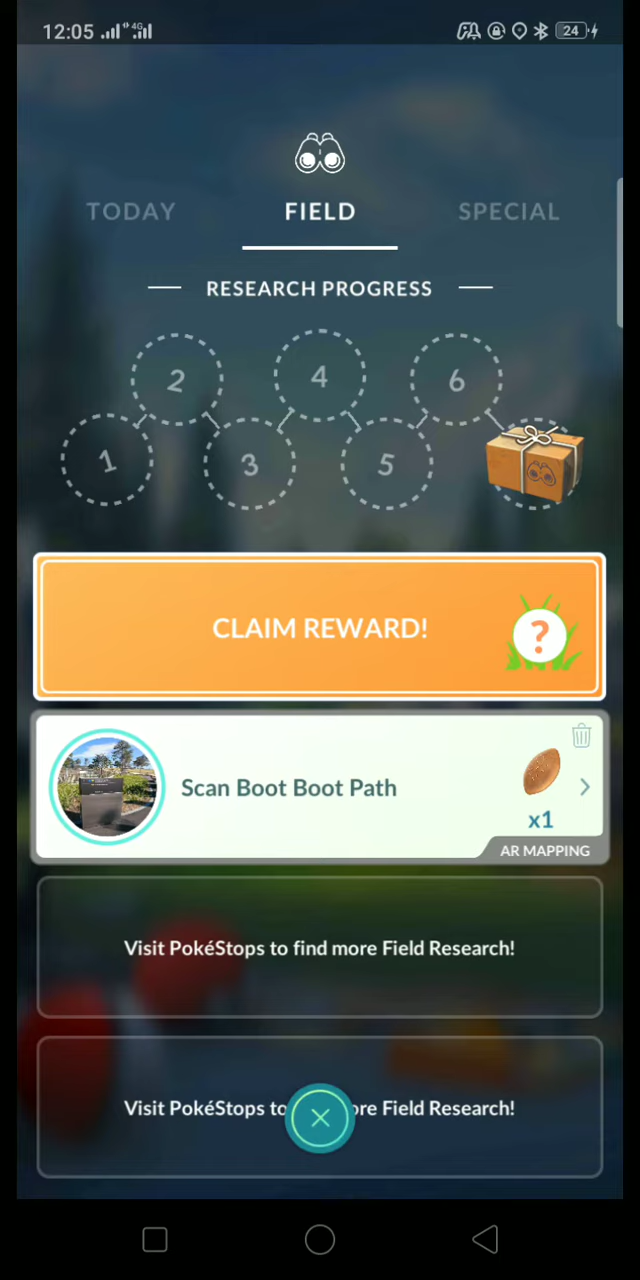 12:05 4G 24
TODAY FIELD SPECIAL
RESEARCH PROGRESS
2 4 6
1 3 5
CLAIM REWARD! ?
Scan Boot Boot Path
x1
AR MAPPING
Visit PokéStops to find more Field Research!
Visit PokéStops to ore Field Research!